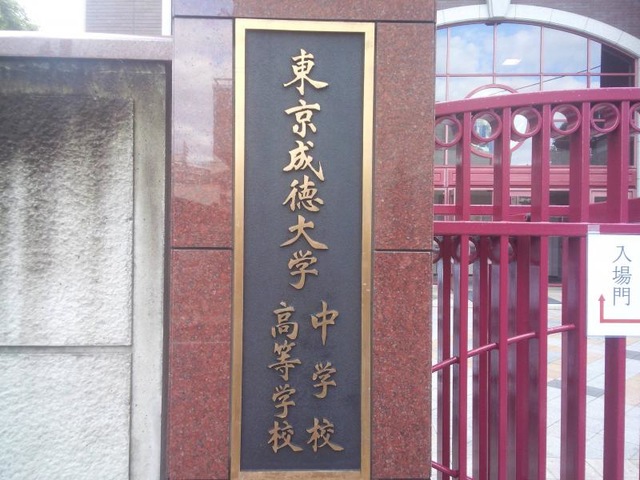 東京成徳大学
中学校
高等学校
入場門